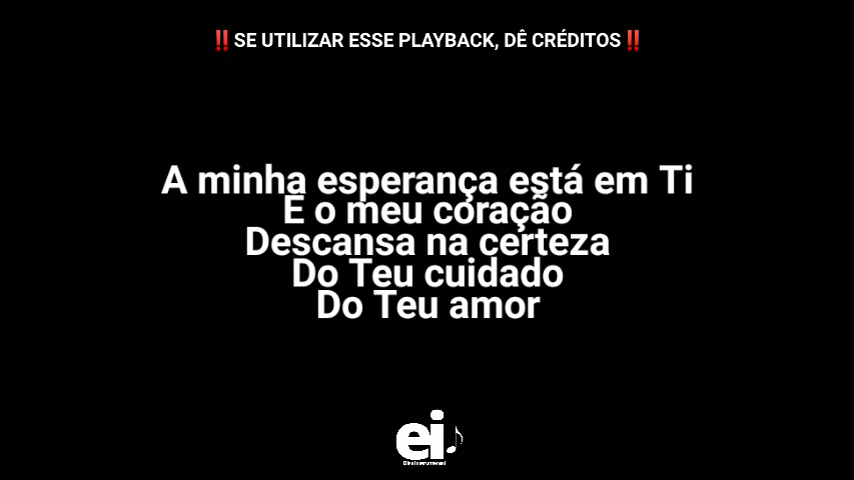 ‼️SE UTILIZAR ESSE PLAYBACK, DÊ CRÉDITOS‼️
A minha esperança está em Ti
E o meu coração
Descansa na certeza
Do Teu cuidado
Do Teu amor
ei